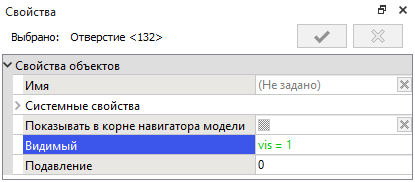 Свойства
Выбрано: Отверстие <132>
Свойства объектов
Имя (Не задано)
Системные свойства
Показывать в корне навигатора модели
Видимый vis = 1
Подавление 0